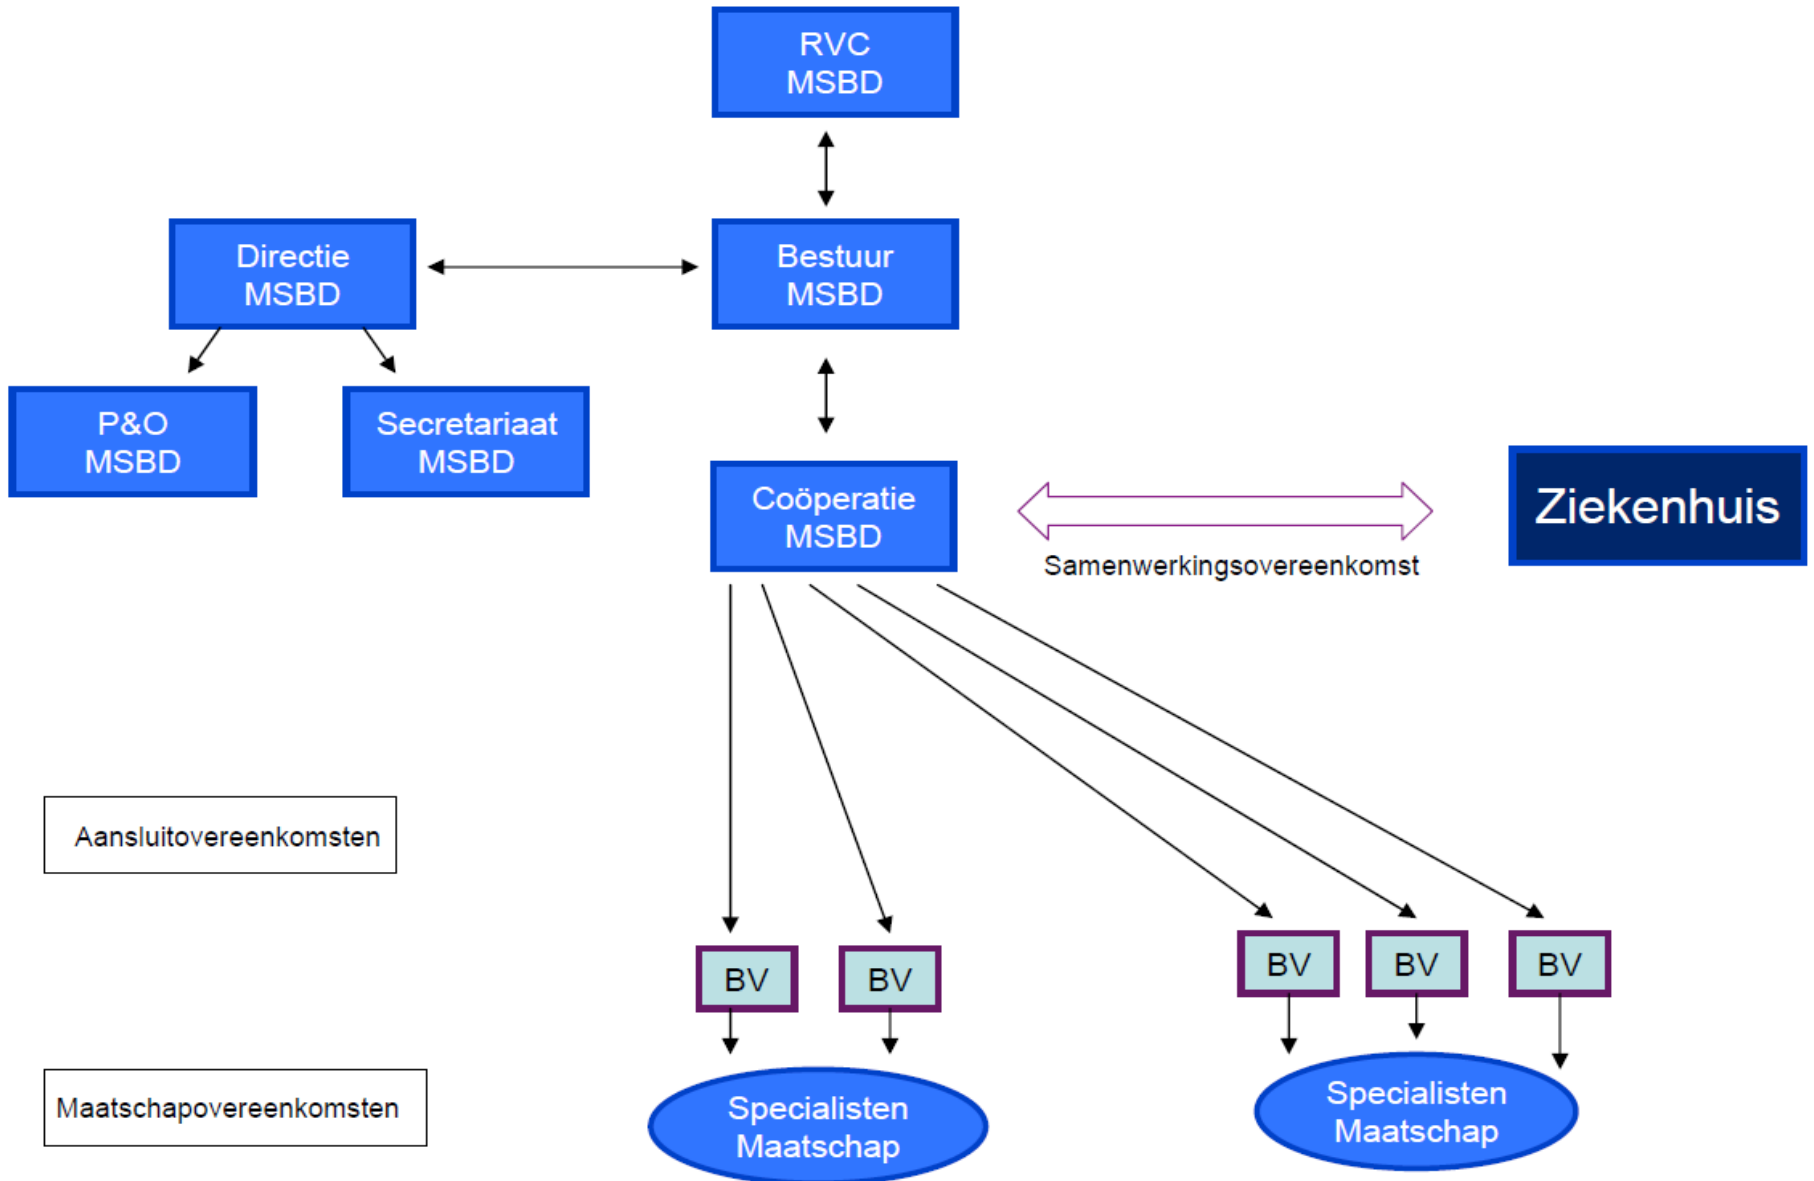 RVC
MSBD
Directie
MSBD
Bestuur
MSBD
P&O
MSBD
Secretariaat
MSBD
Coöperatie
MSBD
Ziekenhuis
Samenwerkingsovereenkomst
Aansluitovereenkomsten
BV
BV
BV
BV
BV
Maatschapovereenkomsten
Specialisten
Maatschap
Specialisten
Maatschap